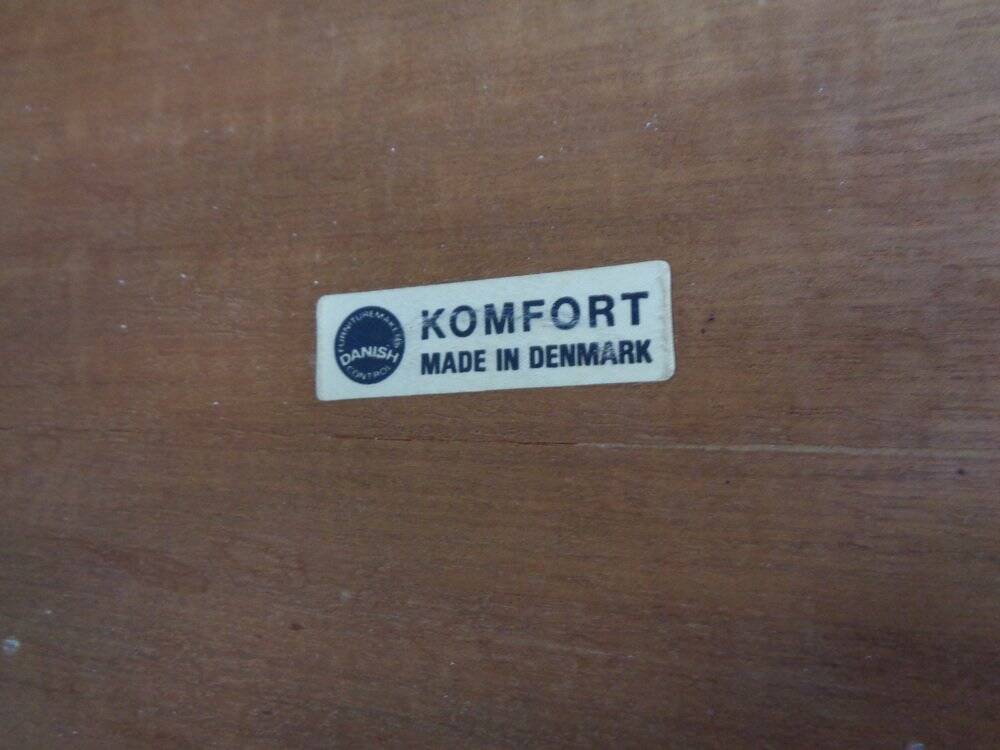 FURNITUREMAKERS
DANISH
CONTROL
KOMFORT
MADE IN DENMARK